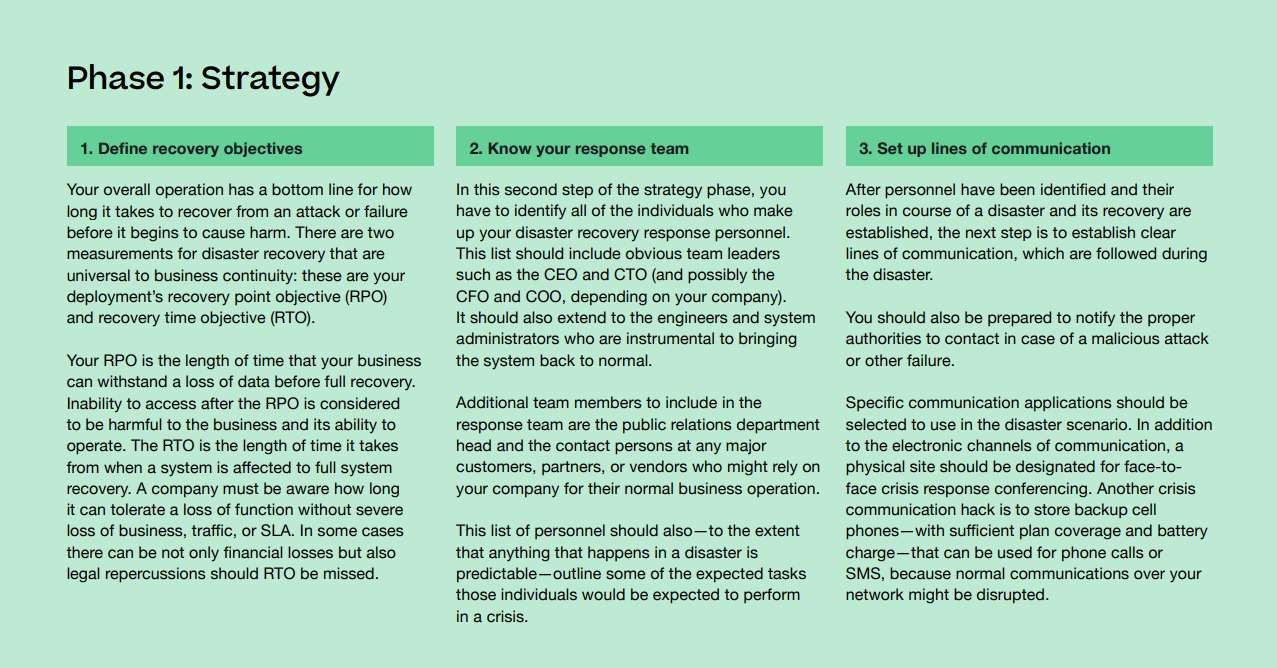 Phase 1: Strategy
1. Define recovery objectives
Your overall operation has a bottom line for how
long it takes to recover from an attack or failure
before it begins to cause harm. There are two
measurements for disaster recovery that are
universal to business continuity: these are your
deployment’s recovery point objective (RPO)
and recovery time objective (RTO).
Your RPO is the length of time that your business
can withstand a loss of data before full recovery.
Inability to access after the RPO is considered
to be harmful to the business and its ability to
operate. The RTO is the length of time it takes
from when a system is affected to full system
recovery. A company must be aware how long
it can tolerate a loss of function without severe
loss of business, traffic, or SLA. In some cases
there can be not only financial losses but also
legal repercussions should RTO be missed.
2. Know your response team
In this second step of the strategy phase, you
have to identify all of the individuals who make
up your disaster recovery response personnel.
This list should include obvious team leaders
such as the CEO and CTO (and possibly the
CFO and COO, depending on your company).
It should also extend to the engineers and system
administrators who are instrumental to bringing
the system back to normal.
Additional team members to include in the
response team are the public relations department
head and the contact persons at any major
customers, partners, or vendors who might rely on
your company for their normal business operation.
This list of personnel should also—to the extent
that anything that happens in a disaster is
predictable—outline some of the expected tasks
those individuals would be expected to perform
in a crisis.
3. Set up lines of communication
After personnel have been identified and their
roles in course of a disaster and its recovery are
established, the next step is to establish clear
lines of communication, which are followed during
the disaster.
You should also be prepared to notify the proper
authorities to contact in case of a malicious attack
or other failure.
Specific communication applications should be
selected to use in the disaster scenario. In addition
to the electronic channels of communication, a
physical site should be designated for face-to-
face crisis response conferencing. Another crisis
communication hack is to store backup cell
phones—with sufficient plan coverage and battery
charge—that can be used for phone calls or
SMS, because normal communications over your
network might be disrupted.